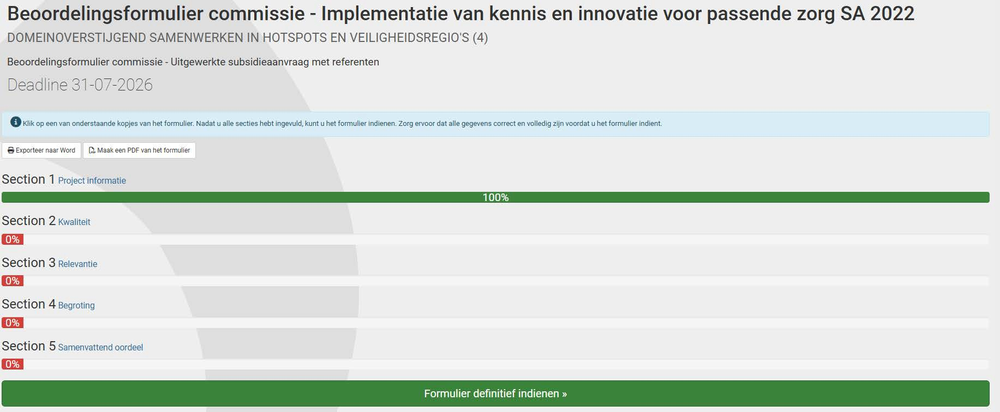 Beoordelingsformulier commissie - Implementatie van kennis en innovatie voor passende zorg SA 2022
DOMEINOVERSTIJGEND SAMENWERKEN IN HOTSPOTS EN VEILIGHEIDSREGIO'S (4)
Beoordelingsformulier commissie - Uitgewerkte subsidieaanvraag met referenten
Deadline 31-07-2026
Klik op een van onderstaande kopjes van het formulier. Nadat u alle secties hebt ingevuld, kunt u het formulier indienen. Zorg ervoor dat alle gegevens correct en volledig zijn voordat u het formulier indient.
Exporteer naar Word Maak een PDF van het formulier
Section 1 Project informatie
100%
Section 2 Kwaliteit
0%
Section 3 Relevantie
0%
Section 4 Begroting
0%
Section 5 Samenvattend oordeel
0%
Formulier definitief indienen »